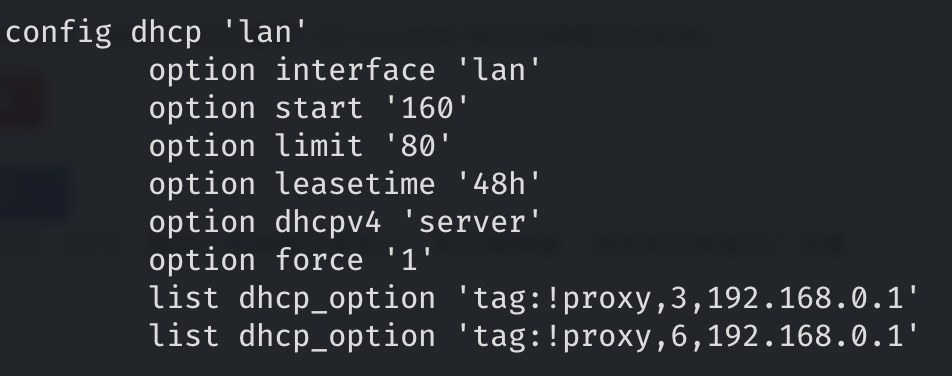 config dhcp 'lan'
        option interface 'lan'
        option start '160'
        option limit '80'
        option leasetime '48h'
        option dhcpv4 'server'
        option force '1'
        list dhcp_option 'tag:!proxy,3,192.168.0.1'
        list dhcp_option 'tag:!proxy,6,192.168.0.1'